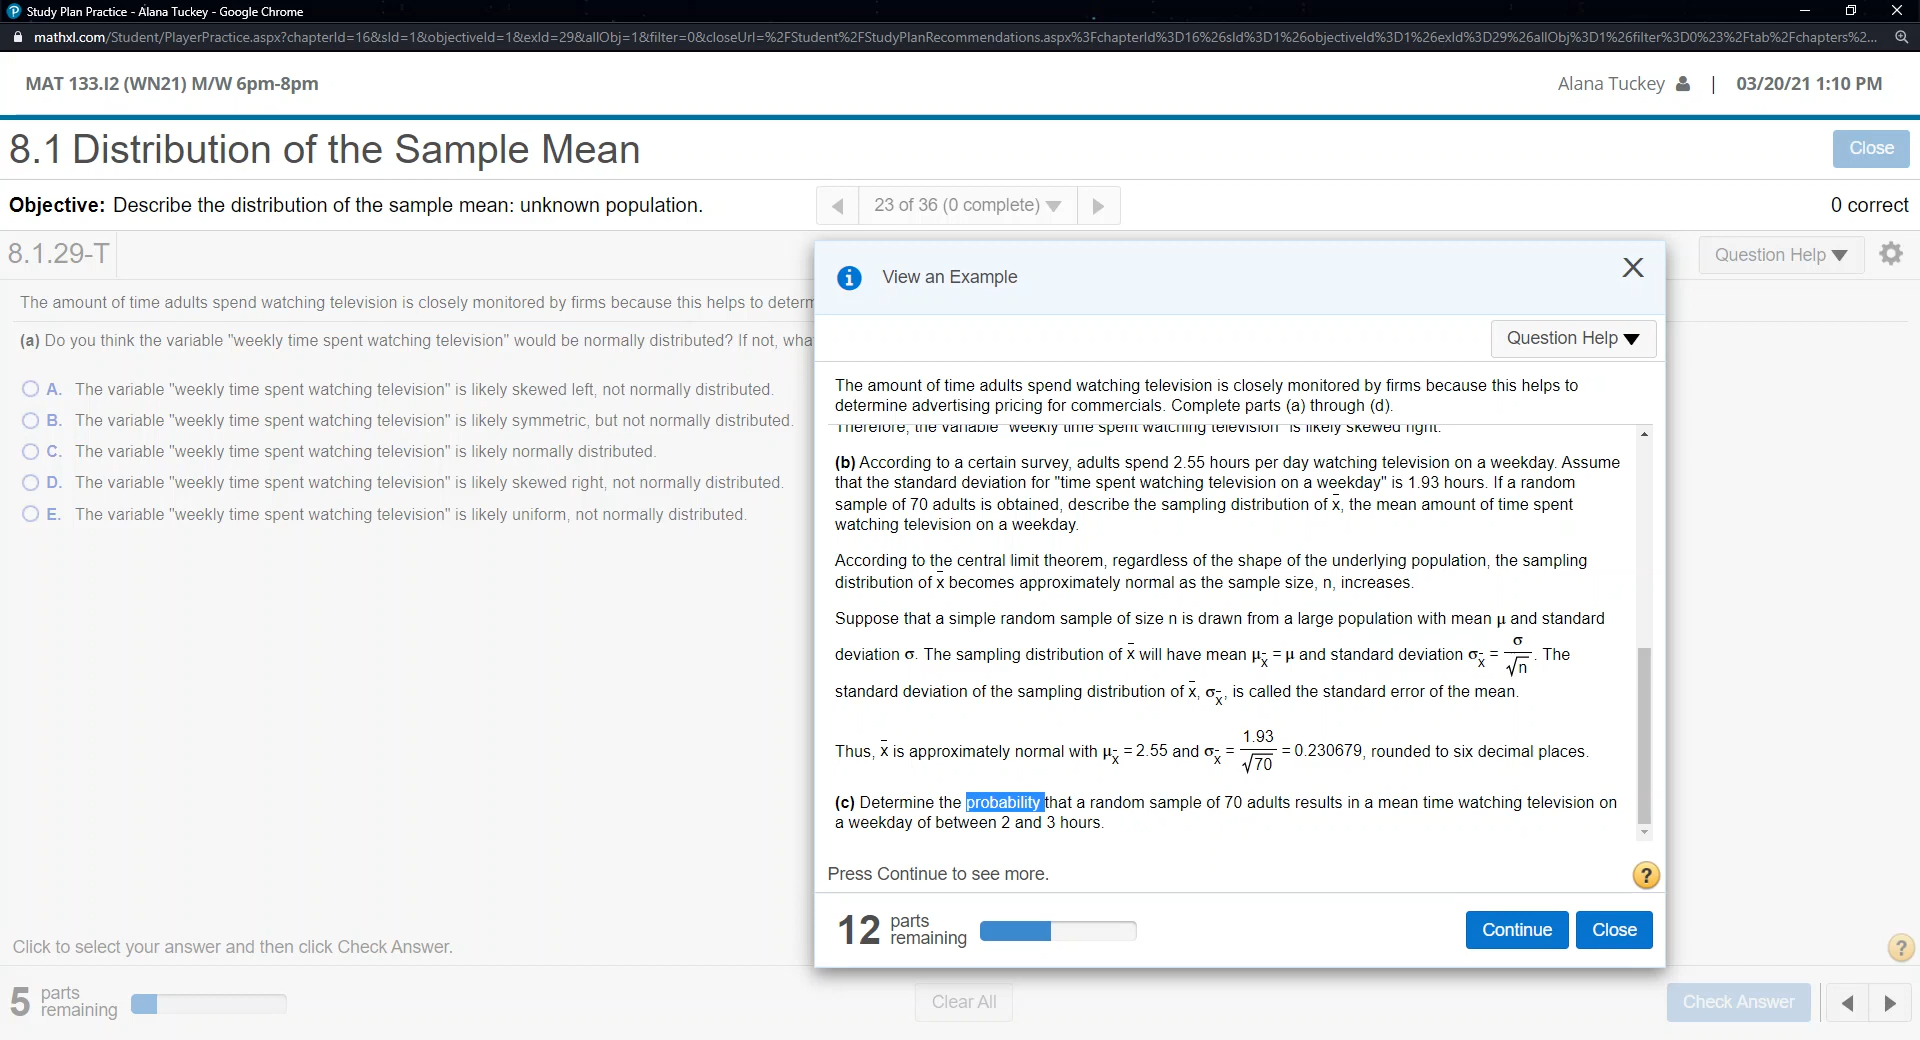 Study Plan Practice - Alana Tuckey - Google Chrome
mathxl.com/Student/PlayerPractice.aspx?chapterId=16&sId=1&objectiveId=1&exId=29&allObj=1&filter=0&closeUrl=%2FStudent%2FStudyPlanRecommendations.aspx%3FchapterId%3D16%26sId%3D1%26objectiveId%3D1%26exId%3D29%26allObj%3D1%26filter%3D0%23%2Ftab%2Fchapters%2...
MAT 133.I2 (WN21) M/W 6pm-8pm
Alana Tuckey | 03/20/21 1:10 PM
8.1 Distribution of the Sample Mean
Close
Objective: Describe the distribution of the sample mean: unknown population.
23 of 36 (0 complete)
0 correct
8.1.29-T
Question Help
The amount of time adults spend watching television is closely monitored by firms because this helps to determ
(a) Do you think the variable "weekly time spent watching television" would be normally distributed? If not, wha
A. The variable "weekly time spent watching television" is likely skewed left, not normally distributed.
B. The variable "weekly time spent watching television" is likely symmetric, but not normally distributed.
C. The variable "weekly time spent watching television" is likely normally distributed.
D. The variable "weekly time spent watching television" is likely skewed right, not normally distributed.
E. The variable "weekly time spent watching television" is likely uniform, not normally distributed.
Click to select your answer and then click Check Answer.
5 parts remaining
Clear All
Check Answer
?
View an Example
Question Help
The amount of time adults spend watching television is closely monitored by firms because this helps to
determine advertising pricing for commercials. Complete parts (a) through (d).
Therefore, the variable "weekly time spent watching television" is likely skewed right.
(b) According to a certain survey, adults spend 2.55 hours per day watching television on a weekday. Assume
that the standard deviation for "time spent watching television on a weekday" is 1.93 hours. If a random
sample of 70 adults is obtained, describe the sampling distribution of x̄, the mean amount of time spent
watching television on a weekday.
According to the central limit theorem, regardless of the shape of the underlying population, the sampling
distribution of x̄ becomes approximately normal as the sample size, n, increases.
Suppose that a simple random sample of size n is drawn from a large population with mean μ and standard
deviation σ. The sampling distribution of x̄ will have mean μx̄ = μ and standard deviation σx̄ = σ/√n. The
standard deviation of the sampling distribution of x̄, σx̄, is called the standard error of the mean.
Thus, x̄ is approximately normal with μx̄ = 2.55 and σx̄ = 1.93/√70 = 0.230679, rounded to six decimal places.
(c) Determine the probability that a random sample of 70 adults results in a mean time watching television on
a weekday of between 2 and 3 hours.
Press Continue to see more.
?
12 parts remaining
Continue
Close